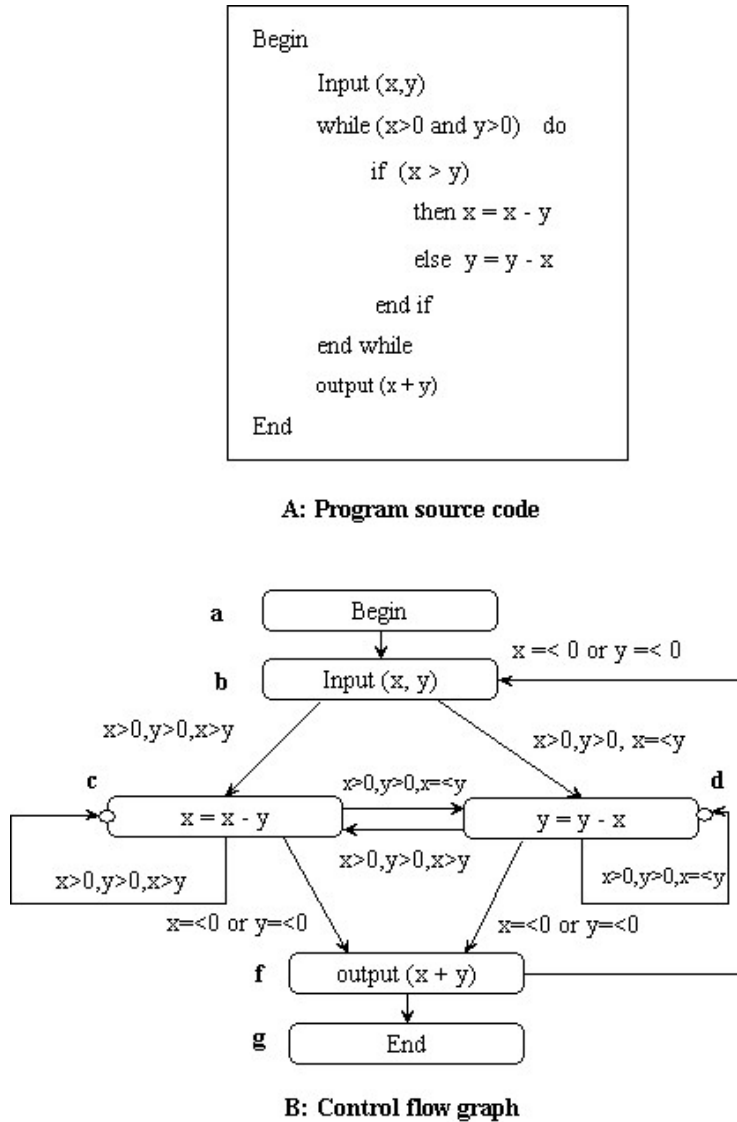 Begin
Input (x,y)
while (x>0 and y>0) do
if (x > y)
then x = x - y
else y = y - x
end if
end while
output (x + y)
End
A: Program source code
a
Begin
x =< 0 or y =< 0
b
Input (x, y)
x>0,y>0,x>y
x>0,y>0, x=<y
c
x>0,y>0,x=<y
d
x = x - y
y = y - x
x>0,y>0,x>y
x>0,y>0,x>y
x>0,y>0,x=<y
x=<0 or y=<0
x=<0 or y=<0
f
output (x + y)
g
End
B: Control flow graph